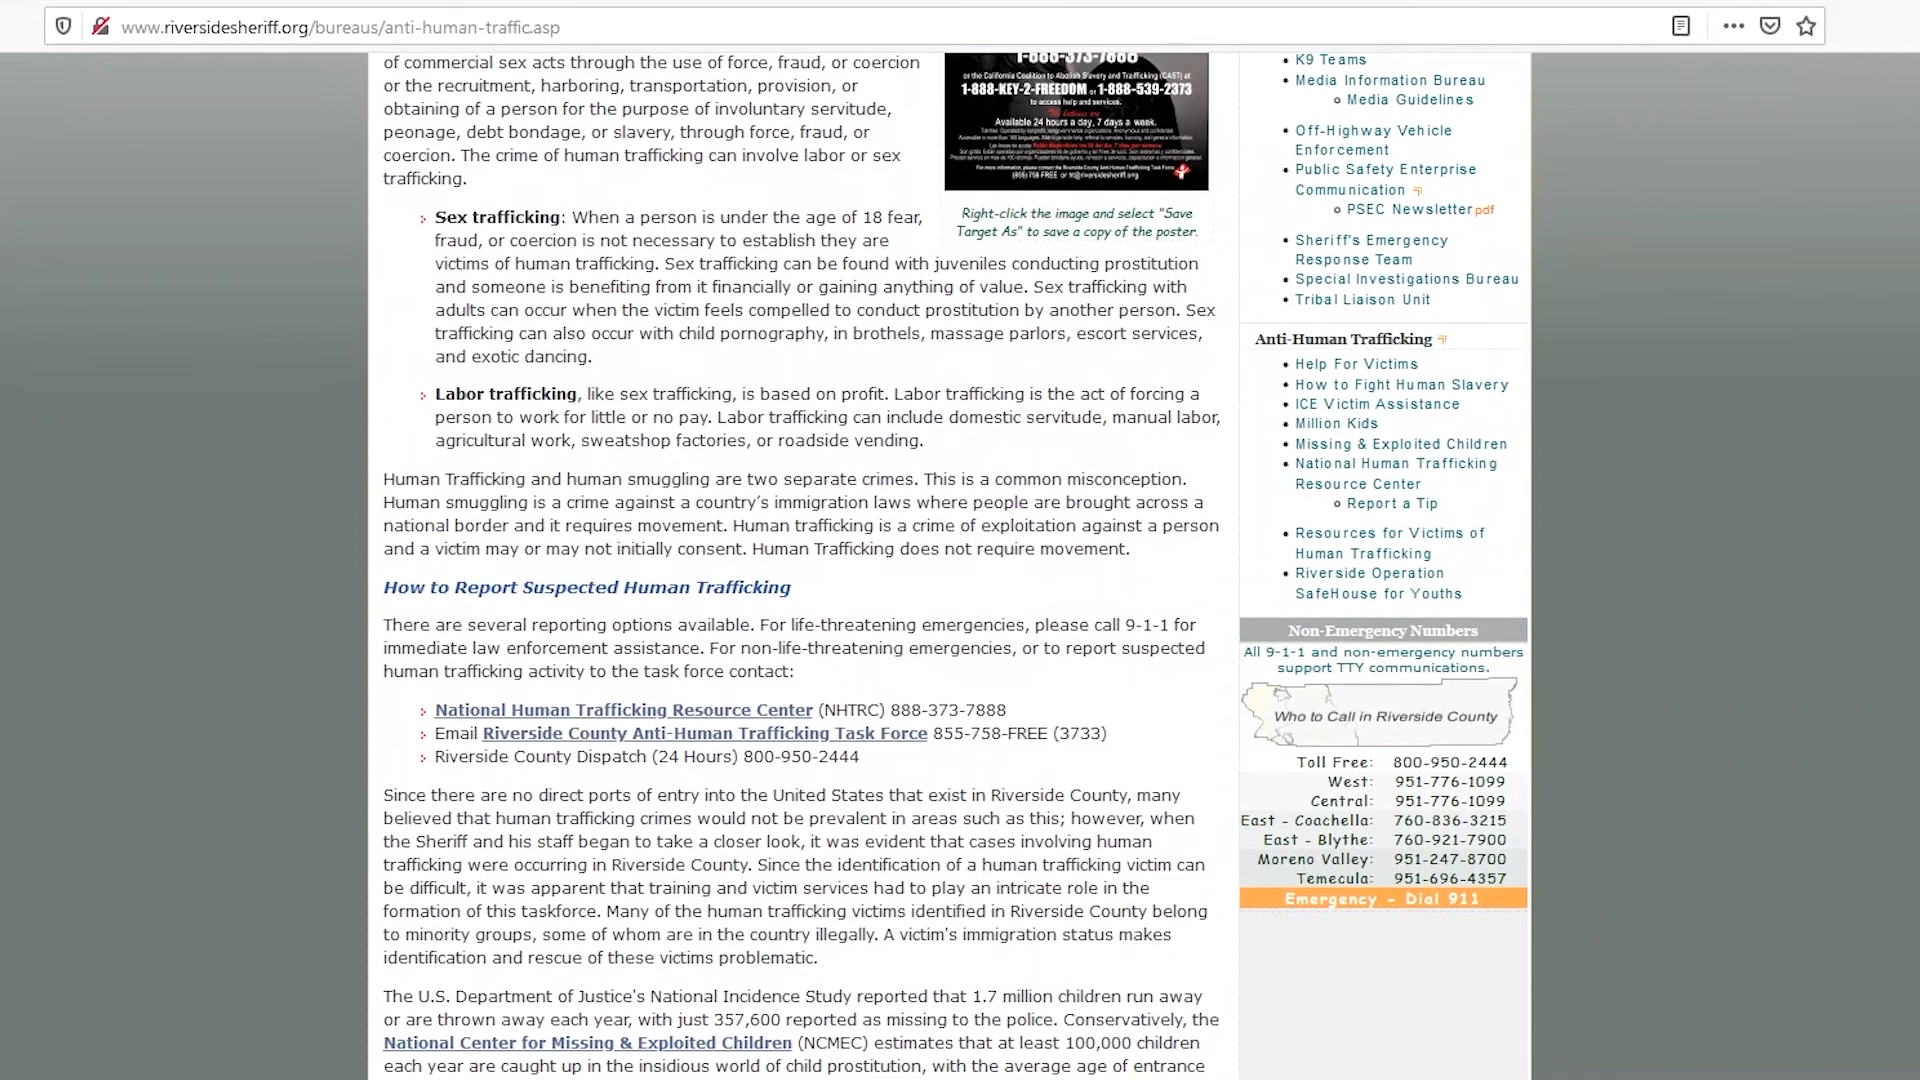 www.riversidesheriff.org/bureaus/anti-human-traffic.asp
of commercial sex acts through the use of force, fraud, or coercion
or the recruitment, harboring, transportation, provision, or
obtaining of a person for the purpose of involuntary servitude,
peonage, debt bondage, or slavery, through force, fraud, or
coercion. The crime of human trafficking can involve labor or sex
trafficking.
1-888-373-7888
or the California Coalition to Abolish Slavery and Trafficking (CAST) at
1-888-KEY-2-FREEDOM or 1-888-539-2373
to access help and services.
Available 24 hours a day, 7 days a week.
(855) 758-FREE or ht@riversidesheriff.org
Right-click the image and select "Save
Target As" to save a copy of the poster.
Sex trafficking: When a person is under the age of 18 fear,
fraud, or coercion is not necessary to establish they are
victims of human trafficking. Sex trafficking can be found with juveniles conducting prostitution
and someone is benefiting from it financially or gaining anything of value. Sex trafficking with
adults can occur when the victim feels compelled to conduct prostitution by another person. Sex
trafficking can also occur with child pornography, in brothels, massage parlors, escort services,
and exotic dancing.
Labor trafficking, like sex trafficking, is based on profit. Labor trafficking is the act of forcing a
person to work for little or no pay. Labor trafficking can include domestic servitude, manual labor,
agricultural work, sweatshop factories, or roadside vending.
Human Trafficking and human smuggling are two separate crimes. This is a common misconception.
Human smuggling is a crime against a country's immigration laws where people are brought across a
national border and it requires movement. Human trafficking is a crime of exploitation against a person
and a victim may or may not initially consent. Human Trafficking does not require movement.
How to Report Suspected Human Trafficking
There are several reporting options available. For life-threatening emergencies, please call 9-1-1 for
immediate law enforcement assistance. For non-life-threatening emergencies, or to report suspected
human trafficking activity to the task force contact:
National Human Trafficking Resource Center (NHTRC) 888-373-7888
Email Riverside County Anti-Human Trafficking Task Force 855-758-FREE (3733)
Riverside County Dispatch (24 Hours) 800-950-2444
Since there are no direct ports of entry into the United States that exist in Riverside County, many
believed that human trafficking crimes would not be prevalent in areas such as this; however, when
the Sheriff and his staff began to take a closer look, it was evident that cases involving human
trafficking were occurring in Riverside County. Since the identification of a human trafficking victim can
be difficult, it was apparent that training and victim services had to play an intricate role in the
formation of this taskforce. Many of the human trafficking victims identified in Riverside County belong
to minority groups, some of whom are in the country illegally. A victim's immigration status makes
identification and rescue of these victims problematic.
The U.S. Department of Justice's National Incidence Study reported that 1.7 million children run away
or are thrown away each year, with just 357,600 reported as missing to the police. Conservatively, the
National Center for Missing & Exploited Children (NCMEC) estimates that at least 100,000 children
each year are caught up in the insidious world of child prostitution, with the average age of entrance
K9 Teams
Media Information Bureau
Media Guidelines
Off-Highway Vehicle
Enforcement
Public Safety Enterprise
Communication
PSEC Newsletter pdf
Sheriff's Emergency
Response Team
Special Investigations Bureau
Tribal Liaison Unit
Anti-Human Trafficking
Help For Victims
How to Fight Human Slavery
ICE Victim Assistance
Million Kids
Missing & Exploited Children
National Human Trafficking
Resource Center
Report a Tip
Resources for Victims of
Human Trafficking
Riverside Operation
SafeHouse for Youths
Non-Emergency Numbers
All 9-1-1 and non-emergency numbers
support TTY communications.
Who to Call in Riverside County
Toll Free: 800-950-2444
West: 951-776-1099
Central: 951-776-1099
East - Coachella: 760-836-3215
East - Blythe: 760-921-7900
Moreno Valley: 951-247-8700
Temecula: 951-696-4357
Emergency - Dial 911